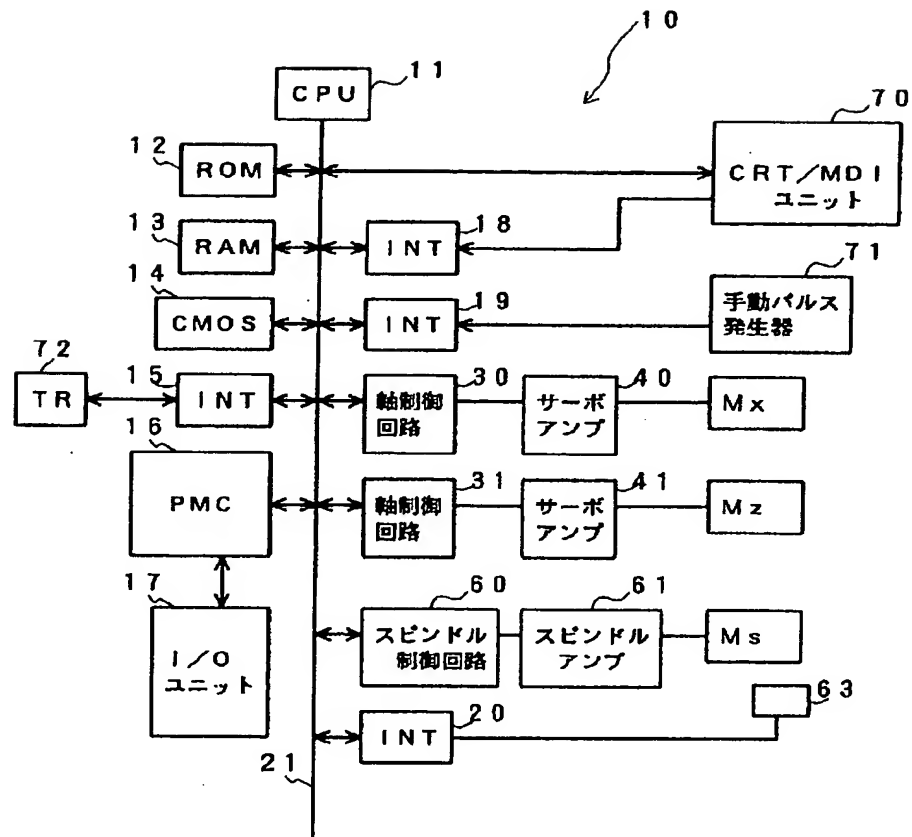 10
11
CPU
70
12
ROM
CRT/MDI
ユニット
13
RAM
18
INT
71
14
CMOS
19
INT
手動パルス
発生器
72
TR
15
INT
30
軸制御
回路
40
サーボ
アンプ
Mx
16
PMC
31
軸制御
回路
41
サーボ
アンプ
Mz
17
I/O
ユニット
60
スピンドル
制御回路
61
スピンドル
アンプ
Ms
63
20
INT
21